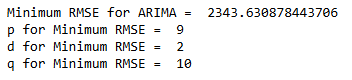 Minimum RMSE for ARIMA =  2343.630878443706
p for Minimum RMSE =  9
d for Minimum RMSE =  2
q for Minimum RMSE =  10